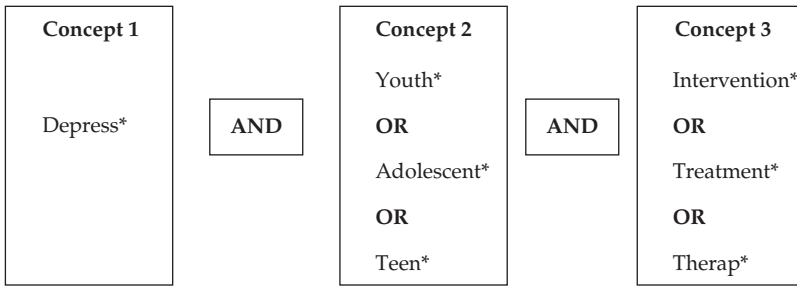 Concept 1
Depress*
AND
Concept 2
Youth*
OR
Adolescent*
OR
Teen*
AND
Concept 3
Intervention*
OR
Treatment*
OR
Therap*